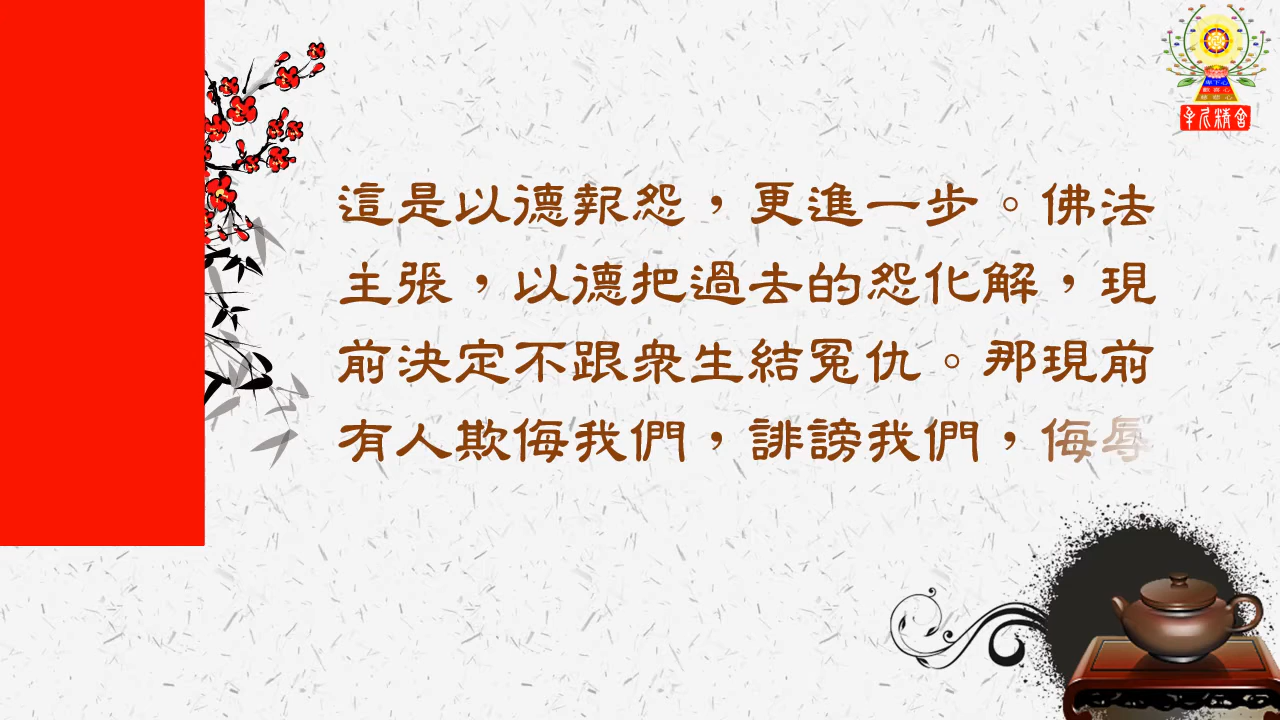 這是以德報怨，更進一步。佛法
主張，以德把過去的怨化解，現
前決定不跟衆生結冤仇。那現前
有人欺侮我們，誹謗我們，侮辱